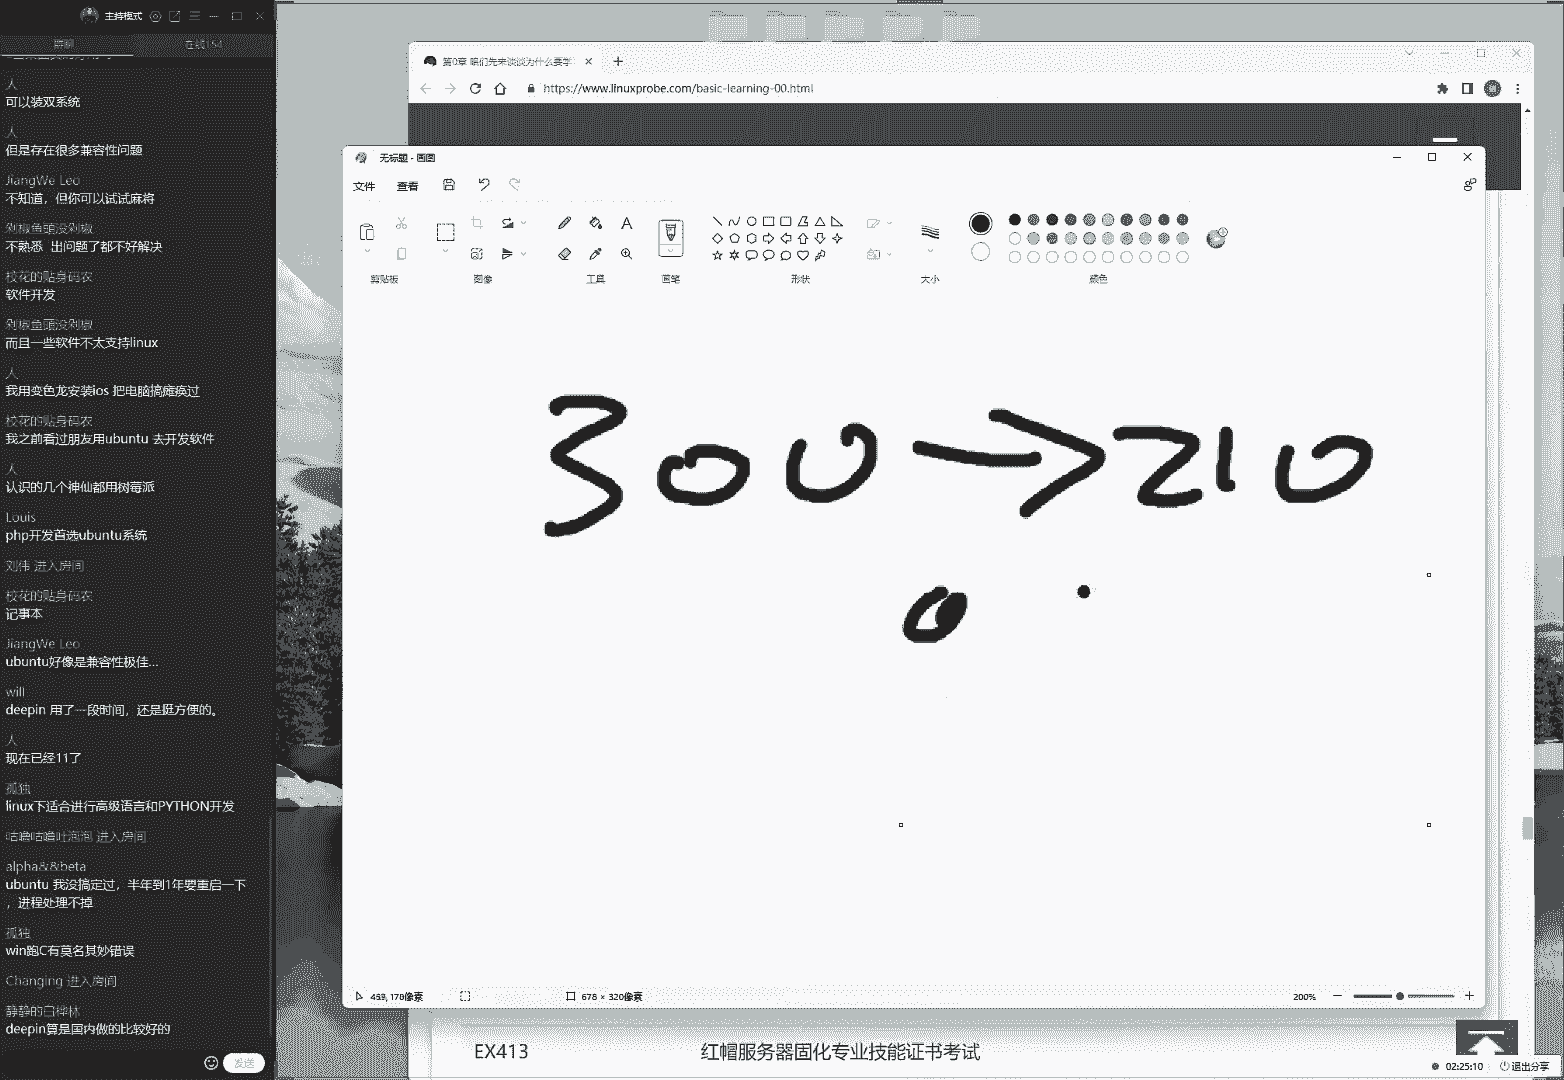 主持模式
群聊
在线154
人
可以装双系统
人
但是存在很多兼容性问题
JiangWe Leo
不知道，但你可以试试麻将
剁椒鱼頭没剁椒
不熟悉 出问题了都不好解决
校花的贴身码农
软件开发
剁椒鱼頭没剁椒
而且一些软件不太支持linux
人
我用变色龙安装ios 把电脑搞瘫痪过
校花的贴身码农
我之前看过朋友用ubuntu 去开发软件
人
认识的几个神仙都用树莓派
Louis
php开发首选ubuntu系统
刘伟 进入房间
校花的贴身码农
记事本
JiangWe Leo
ubuntu好像是兼容性极佳...
will
deepin 用了一段时间，还是挺方便的。
人
现在已经11了
孤独
linux下适合进行高级语言和PYTHON开发
咕噜咕噜吐泡泡 进入房间
alpha&&beta
ubuntu 我没搞定过，半年到1年要重启一下
，进程处理不掉
孤独
win跑C有莫名其妙错误
Changing 进入房间
静静的白桦林
deepin算是国内做的比较好的
发送
第0章 咱们先来谈谈为什么要学
https://www.linuxprobe.com/basic-learning-00.html
无标题 - 画图
文件 查看
剪贴板 图像 工具 画笔 形状 大小 颜色
300→210
0
459, 178像素
678 × 320像素
200%
EX413 红帽服务器固化专业技能证书考试
02:25:10
退出分享